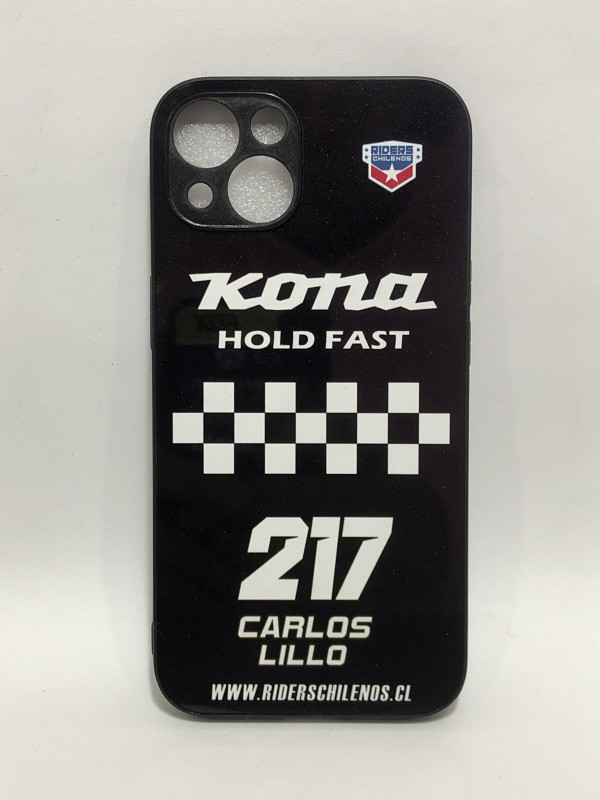 RIDERS
CHILENOS
Kona
HOLD FAST
217
CARLOS
LILLO
WWW.RIDERSCHILENOS.CL